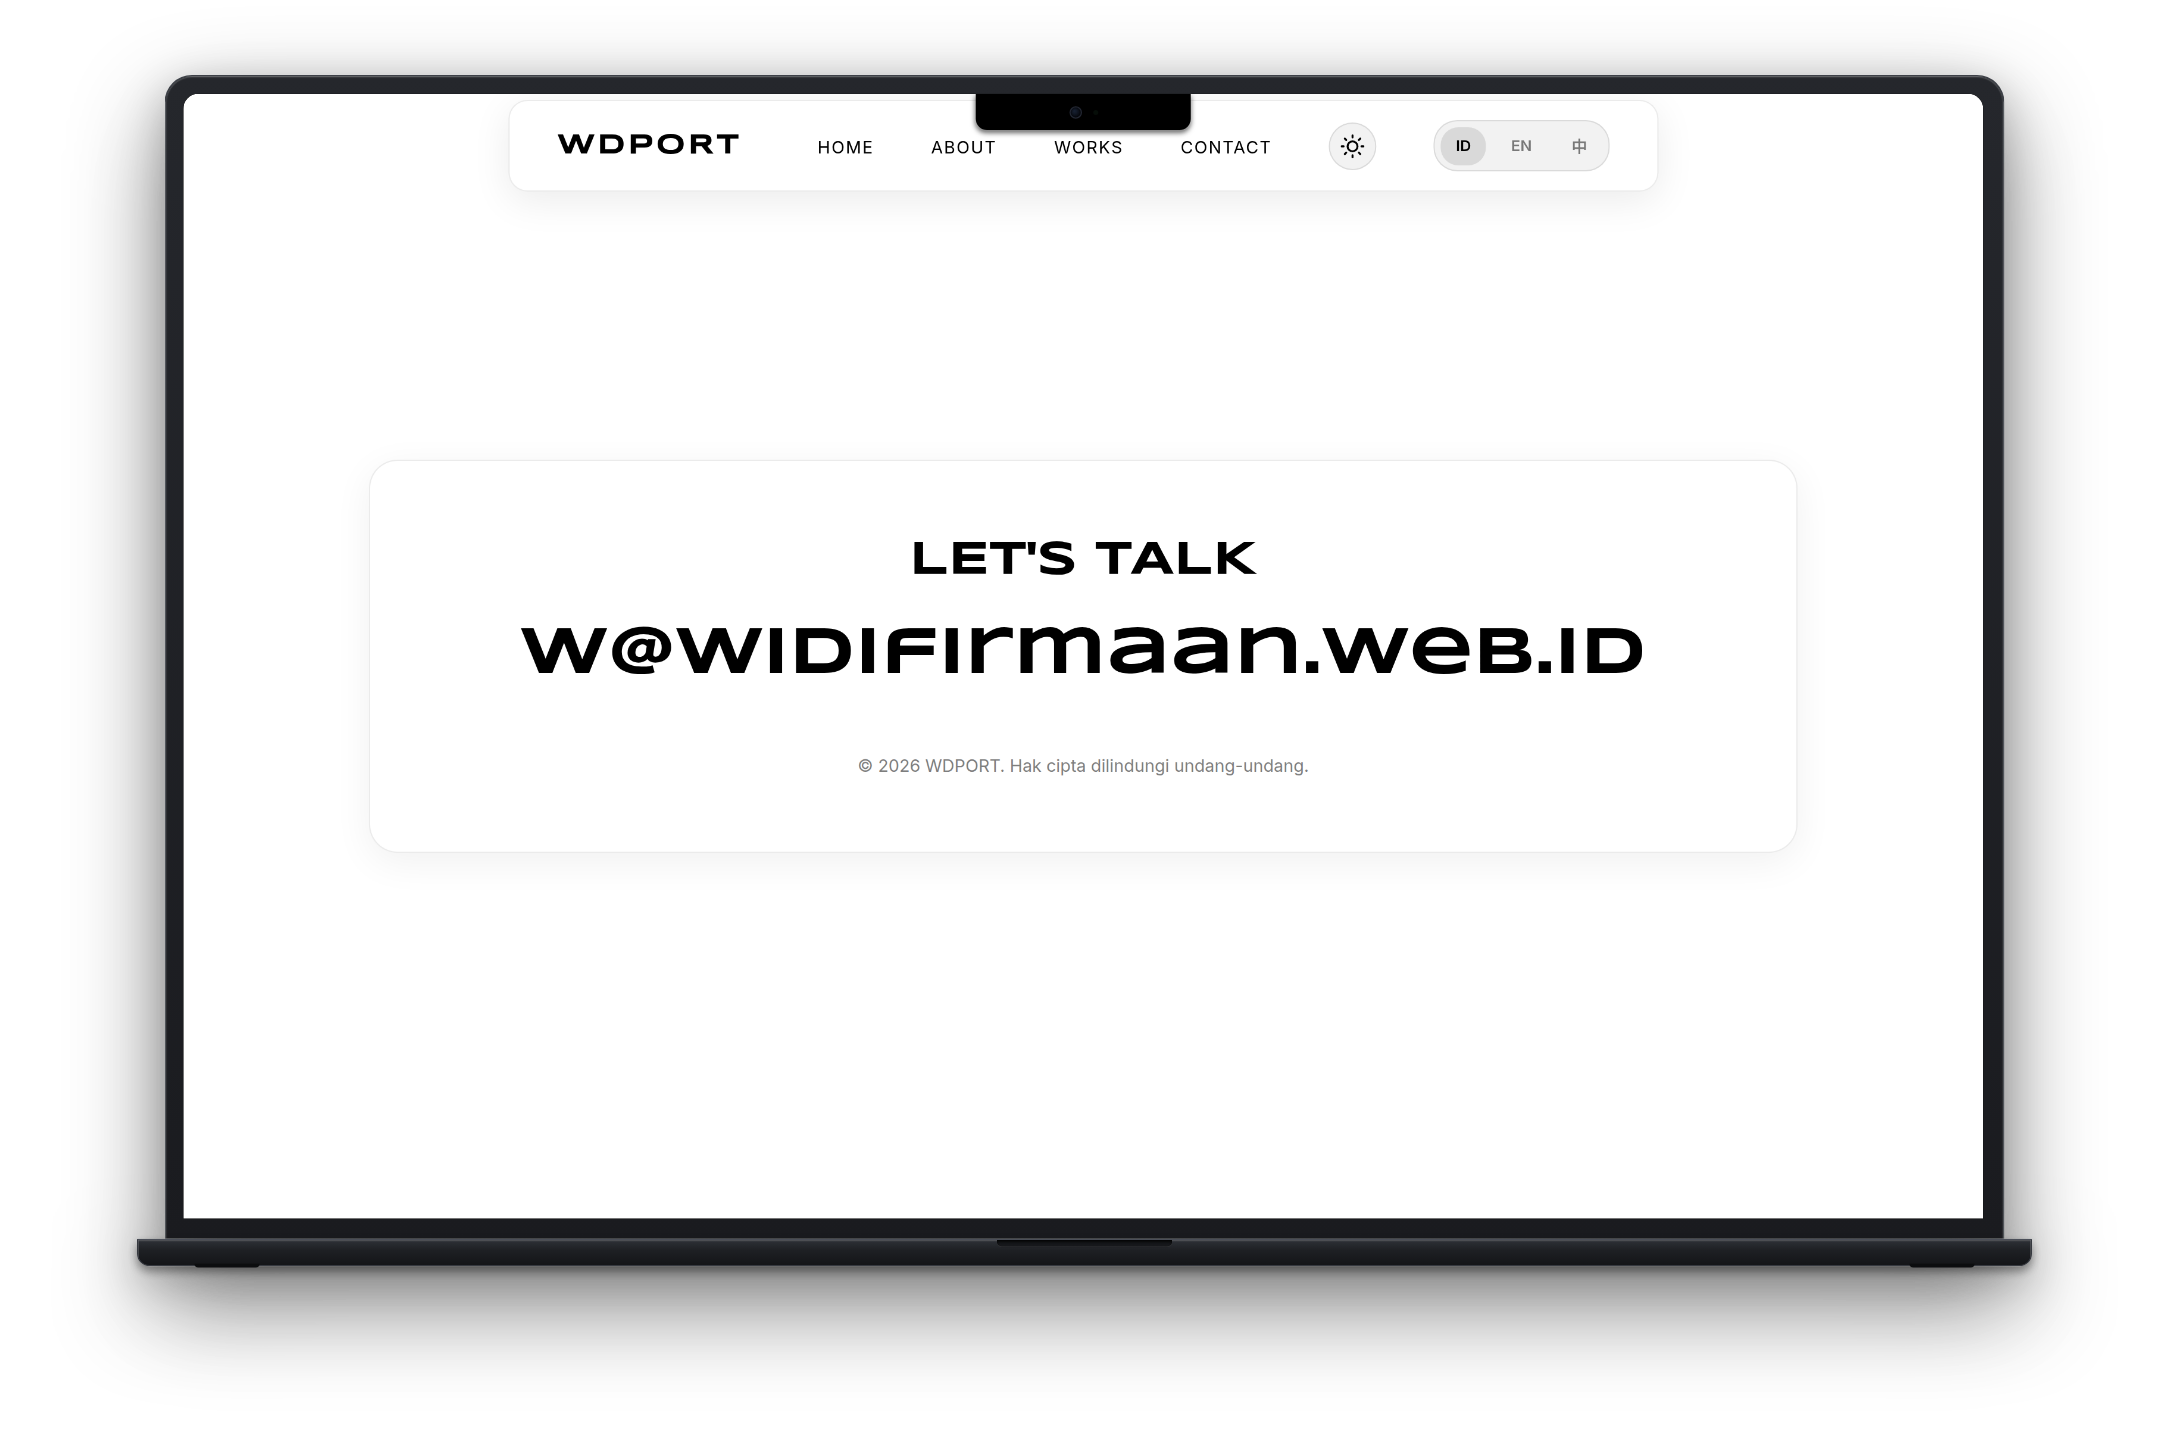 WDPORT HOME ABOUT WORKS CONTACT ID EN 中
LET'S TALK
W@WIDIFIrmaan.WeB.ID
© 2026 WDPORT. Hak cipta dilindungi undang-undang.